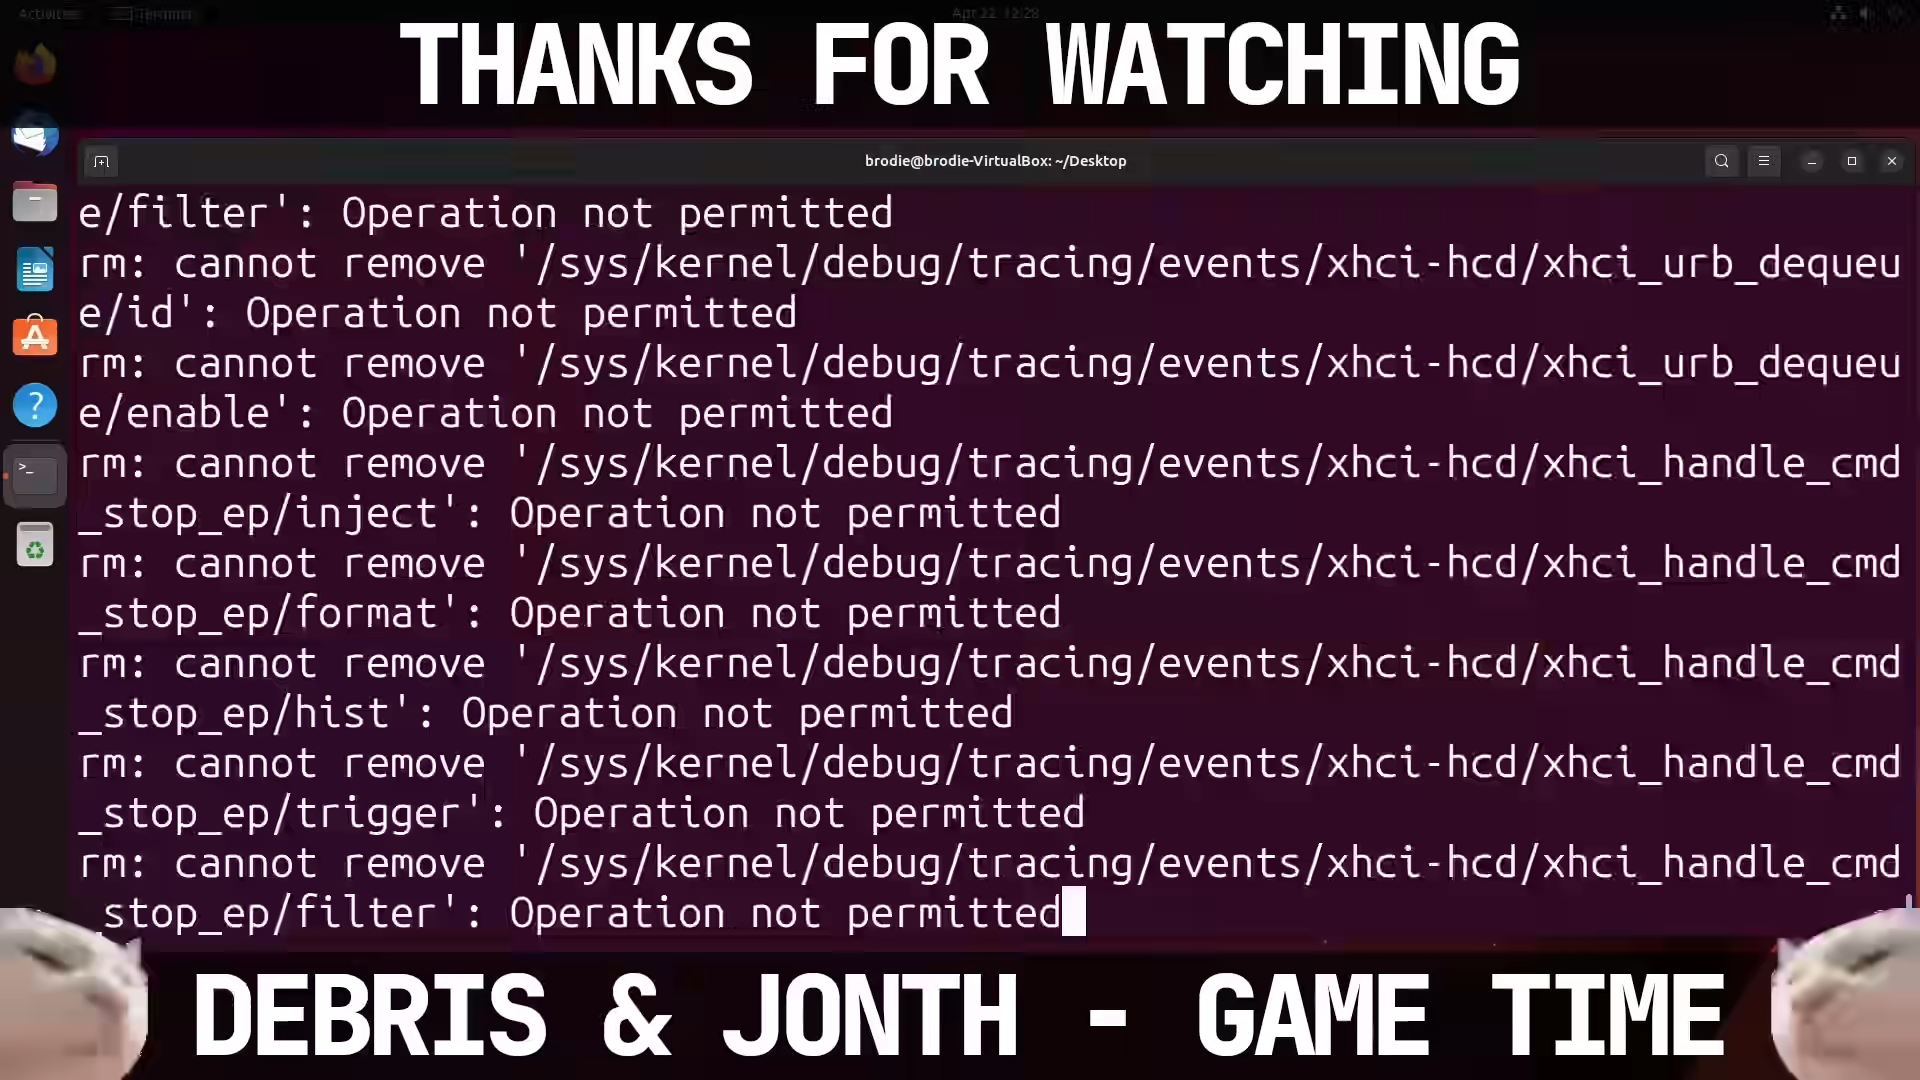 Activities Terminal Apr 22 12:28
THANKS FOR WATCHING
brodie@brodie-VirtualBox: ~/Desktop
e/filter': Operation not permitted
rm: cannot remove '/sys/kernel/debug/tracing/events/xhci-hcd/xhci_urb_dequeu
e/id': Operation not permitted
rm: cannot remove '/sys/kernel/debug/tracing/events/xhci-hcd/xhci_urb_dequeu
e/enable': Operation not permitted
rm: cannot remove '/sys/kernel/debug/tracing/events/xhci-hcd/xhci_handle_cmd
_stop_ep/inject': Operation not permitted
rm: cannot remove '/sys/kernel/debug/tracing/events/xhci-hcd/xhci_handle_cmd
_stop_ep/format': Operation not permitted
rm: cannot remove '/sys/kernel/debug/tracing/events/xhci-hcd/xhci_handle_cmd
_stop_ep/hist': Operation not permitted
rm: cannot remove '/sys/kernel/debug/tracing/events/xhci-hcd/xhci_handle_cmd
_stop_ep/trigger': Operation not permitted
rm: cannot remove '/sys/kernel/debug/tracing/events/xhci-hcd/xhci_handle_cmd
_stop_ep/filter': Operation not permitted
DEBRIS & JONTH - GAME TIME